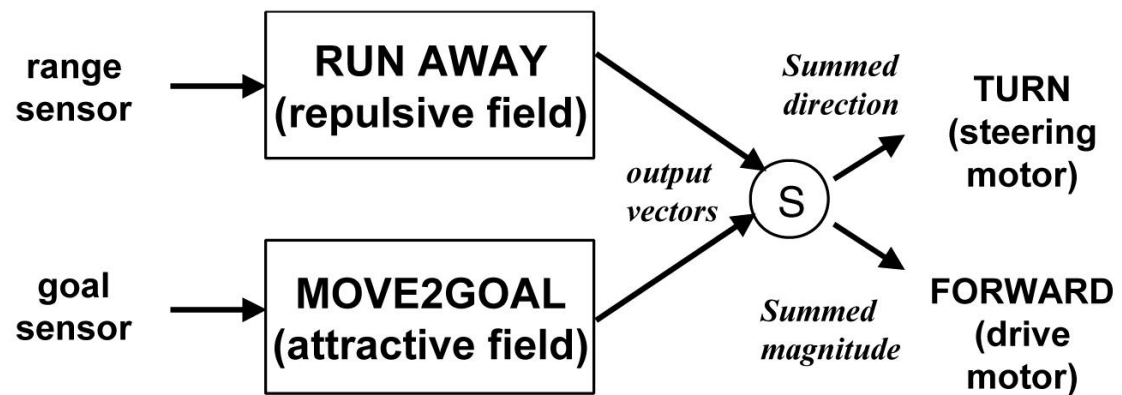 range
sensor
RUN AWAY
(repulsive field)
Summed
direction
TURN
(steering
motor)
output
vectors
S
goal
sensor
MOVE2GOAL
(attractive field)
Summed
magnitude
FORWARD
(drive
motor)